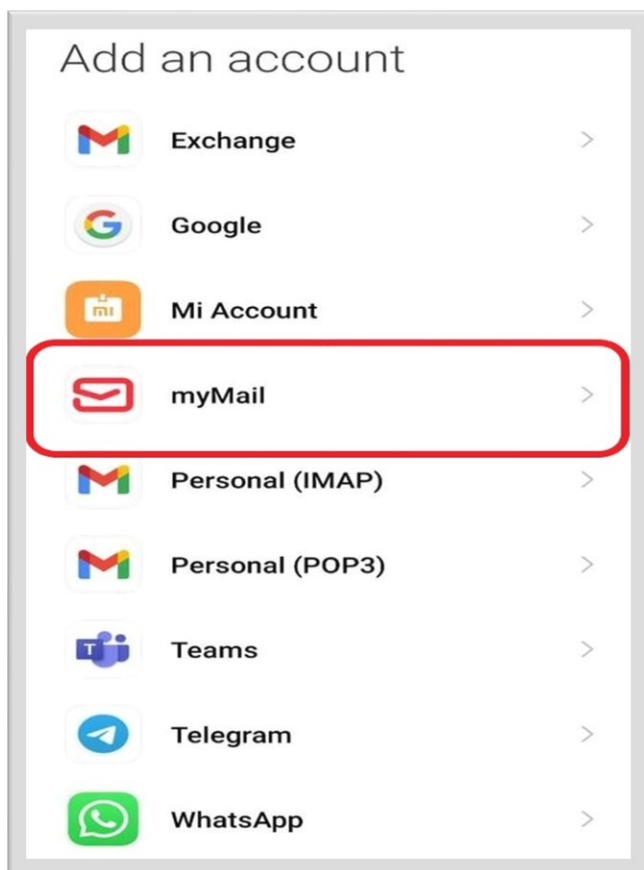 Add an account
Exchange
Google
Mi Account
myMail
Personal (IMAP)
Personal (POP3)
Teams
Telegram
WhatsApp